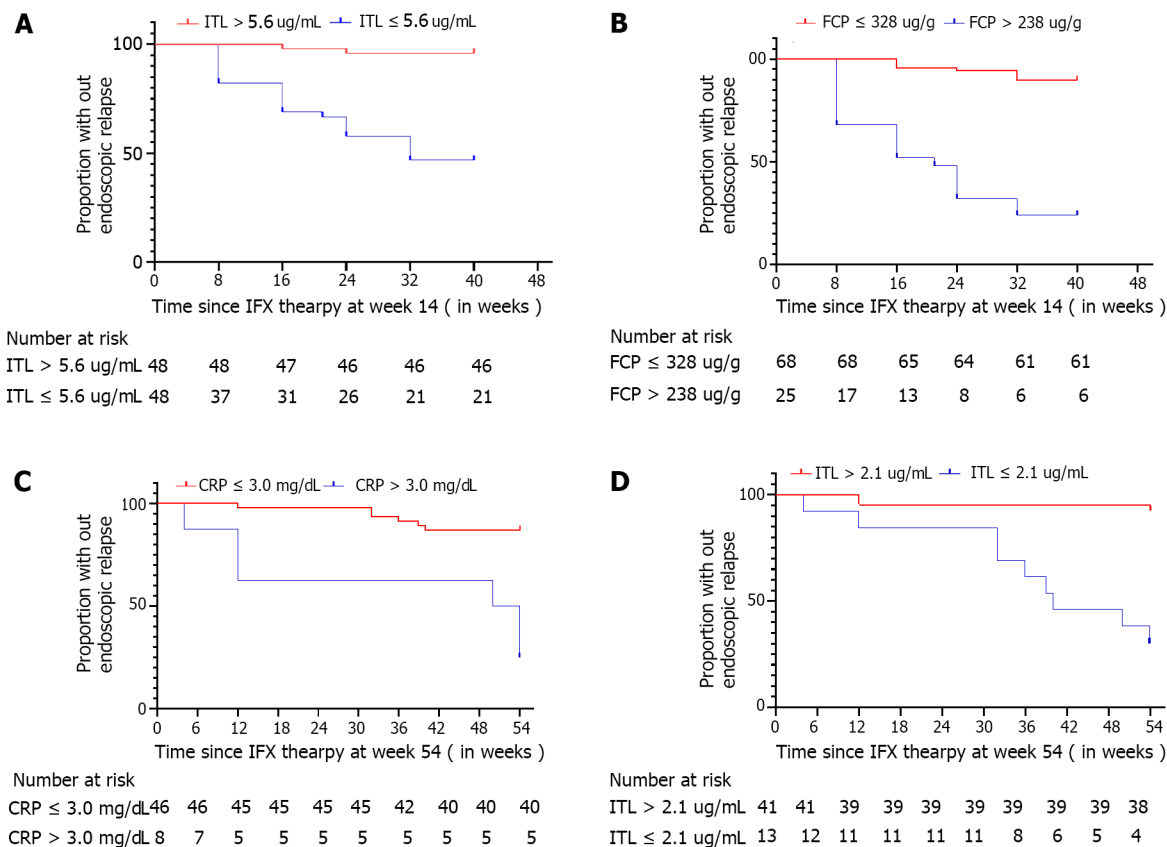 A
ITL > 5.6 ug/mL ITL ≤ 5.6 ug/mL
Proportion with out
endoscopic relapse
100
50
0
0 8 16 24 32 40 48
Time since IFX thearpy at week 14 ( in weeks )
Number at risk
ITL > 5.6 ug/mL 48 48 47 46 46 46
ITL ≤ 5.6 ug/mL 48 37 31 26 21 21
B
FCP ≤ 328 ug/g FCP > 238 ug/g
Proportion with out
endoscopic relapse
00
50
00
0 8 16 24 32 40 48
Time since IFX thearpy at week 14 ( in weeks )
Number at risk
FCP ≤ 328 ug/g 68 68 65 64 61 61
FCP > 238 ug/g 25 17 13 8 6 6
C
CRP ≤ 3.0 mg/dL CRP > 3.0 mg/dL
Proportion with out
endoscopic relapse
100
50
0
0 6 12 18 24 30 36 42 48 54
Time since IFX thearpy at week 54 ( in weeks )
Number at risk
CRP ≤ 3.0 mg/dL 46 46 45 45 45 45 42 40 40 40
CRP > 3.0 mg/dL 8 7 5 5 5 5 5 5 5 5
D
ITL > 2.1 ug/mL ITL ≤ 2.1 ug/mL
Proportion with out
endoscopic relapse
100
50
0
0 6 12 18 24 30 36 42 48 54
Time since IFX thearpy at week 54 ( in weeks )
Number at risk
ITL > 2.1 ug/mL 41 41 39 39 39 39 39 39 39 38
ITL ≤ 2.1 ug/mL 13 12 11 11 11 11 8 6 5 4